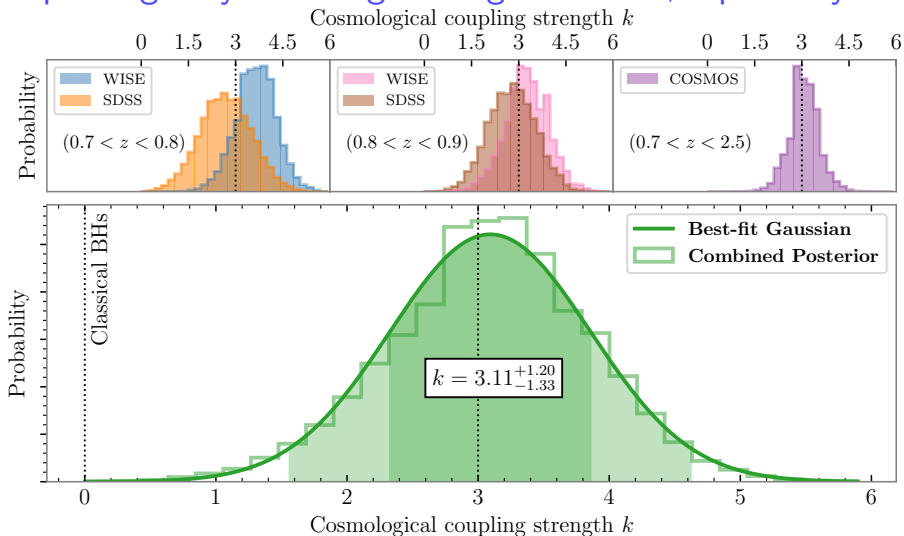 Cosmological coupling strength k
0 1.5 3 4.5 6 0 1.5 3 4.5 6 0 1.5 3 4.5 6
Probability
WISE
SDSS
(0.7 < z < 0.8)
WISE
SDSS
(0.8 < z < 0.9)
COSMOS
(0.7 < z < 2.5)
Probability
Classical BHs
Best-fit Gaussian
Combined Posterior
k = 3.11^{+1.20}_{-1.33}
0 1 2 3 4 5 6
Cosmological coupling strength k